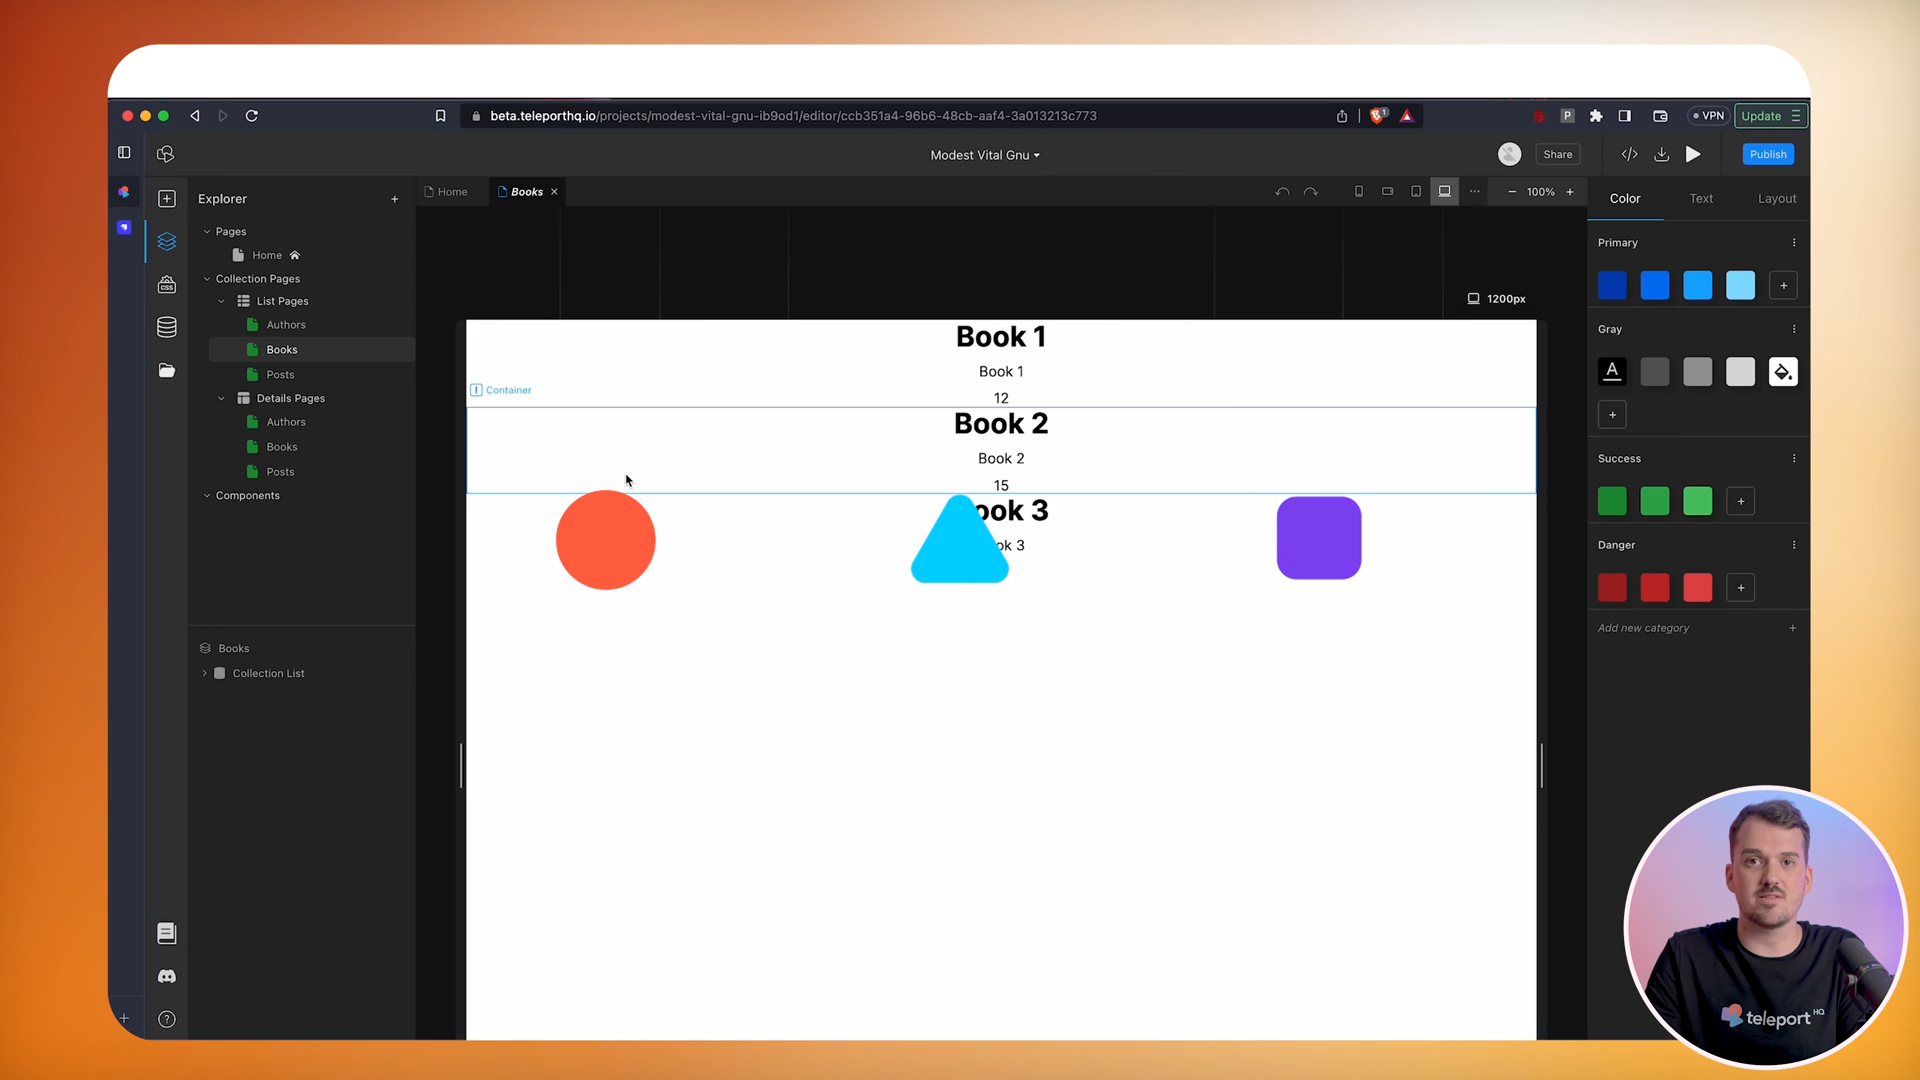 beta.teleporthq.io/projects/modest-vital-gnu-ib9od1/editor/ccb351a4-96b6-48cb-aaf4-3a013213c773
1
P
VPN
Update
Modest Vital Gnu
Share
Publish
Explorer
Home
Books
100%
Color
Text
Layout
Pages
Home
Collection Pages
List Pages
Authors
Books
Posts
Details Pages
Authors
Books
Posts
Components
Books
Collection List
CSS
1200px
Book 1
Book 1
12
Container
Book 2
Book 2
15
ook 3
ok 3
Primary
Gray
A
Success
Danger
Add new category
teleport HQ